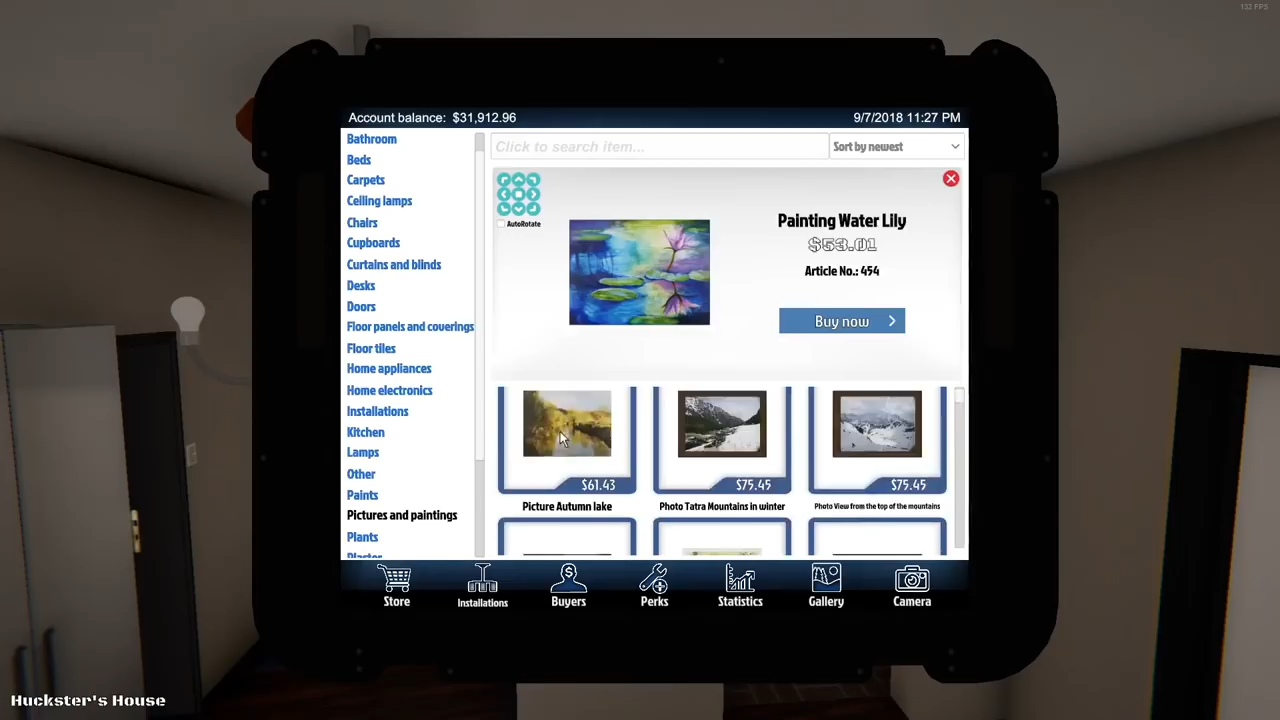 132 FPS
Account balance: $31,912.96
9/7/2018 11:27 PM
Bathroom
Beds
Carpets
Ceiling lamps
Chairs
Cupboards
Curtains and blinds
Desks
Doors
Floor panels and coverings
Floor tiles
Home appliances
Home electronics
Installations
Kitchen
Lamps
Other
Paints
Pictures and paintings
Plants
Plaster
Click to search item...
Sort by newest
AutoRotate
Painting Water Lily
$53.01
Article No.: 454
Buy now
$61.43
$75.45
$75.45
Picture Autumn lake
Photo Tatra Mountains in winter
Photo View from the top of the mountains
Store
Installations
Buyers
Perks
Statistics
Gallery
Camera
Huckster's House